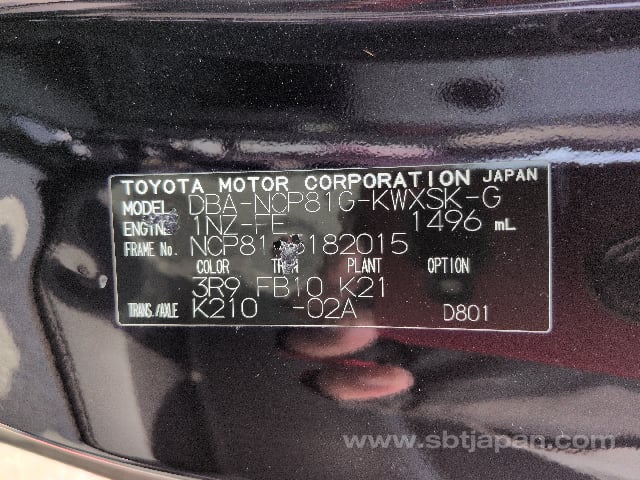 TOYOTA MOTOR CORPORATION JAPAN
MODEL DBA-NCP81G-KWXSK-G
ENGINE 1NZ-FE 1496 mL
FRAME No. NCP81 182015
COLOR TRIM PLANT OPTION
3R9 FB10 K21
TRANS./AXLE K210 -02A D801
www.sbtjapan.com